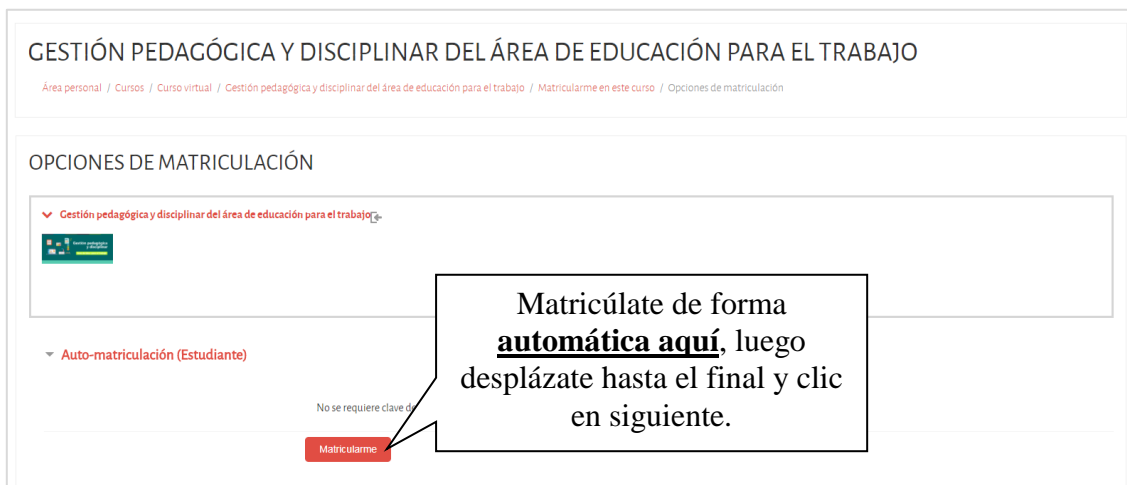 GESTIÓN PEDAGÓGICA Y DISCIPLINAR DEL ÁREA DE EDUCACIÓN PARA EL TRABAJO
Área personal / Cursos / Curso virtual / Gestión pedagógica y disciplinar del área de educación para el trabajo / Matricularme en este curso / Opciones de matriculación
OPCIONES DE MATRICULACIÓN
Gestión pedagógica y disciplinar del área de educación para el trabajo
Matricúlate de forma
automática aquí, luego
desplázate hasta el final y clic
en siguiente.
Auto-matriculación (Estudiante)
No se requiere clave de
Matricularme